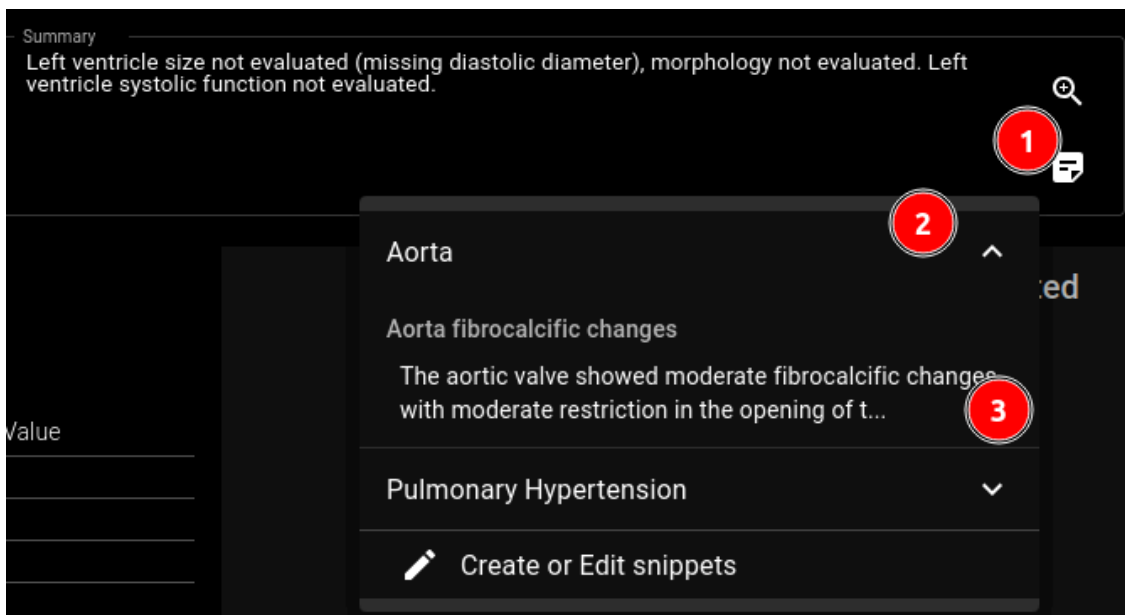 Summary
Left ventricle size not evaluated (missing diastolic diameter), morphology not evaluated. Left
ventricle systolic function not evaluated.
1
2
Aorta
ed
Aorta fibrocalcific changes
The aortic valve showed moderate fibrocalcific changes
with moderate restriction in the opening of t...
3
Value
Pulmonary Hypertension
Create or Edit snippets